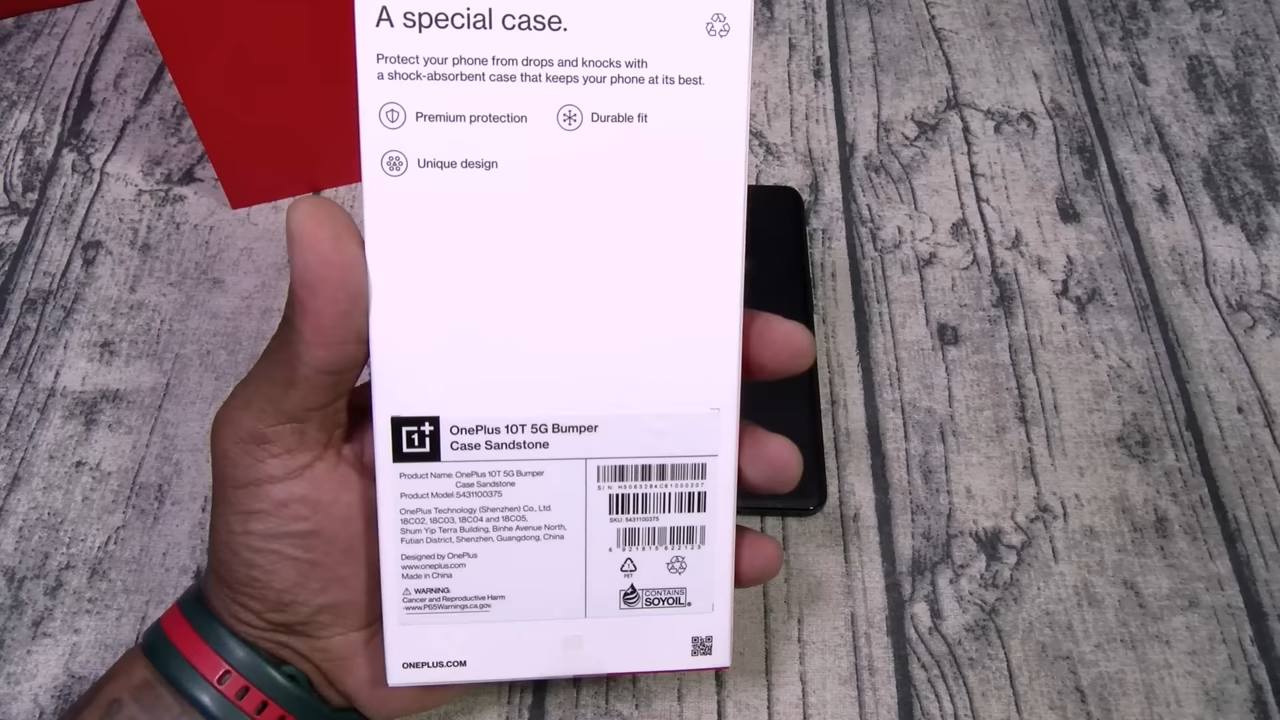 A special case.
Protect your phone from drops and knocks with
a shock-absorbent case that keeps your phone at its best.
Premium protection
Durable fit
Unique design
OnePlus 10T 5G Bumper
Case Sandstone
Product Name: OnePlus 10T 5G Bumper
Case Sandstone
Product Model:5431100375
OnePlus Technology (Shenzhen) Co., Ltd.
18C02, 18C03, 18C04 and 18C05,
Shum Yip Terra Building, Binhe Avenue North,
Futian District, Shenzhen, Guangdong, China
Designed by OnePlus
www.oneplus.com
Made in China
WARNING:
Cancer and Reproductive Harm
-www.P65Warnings.ca.gov
S/N
SKU: 5431100375
PET
CONTAINS
SOYOIL®
ONEPLUS.COM